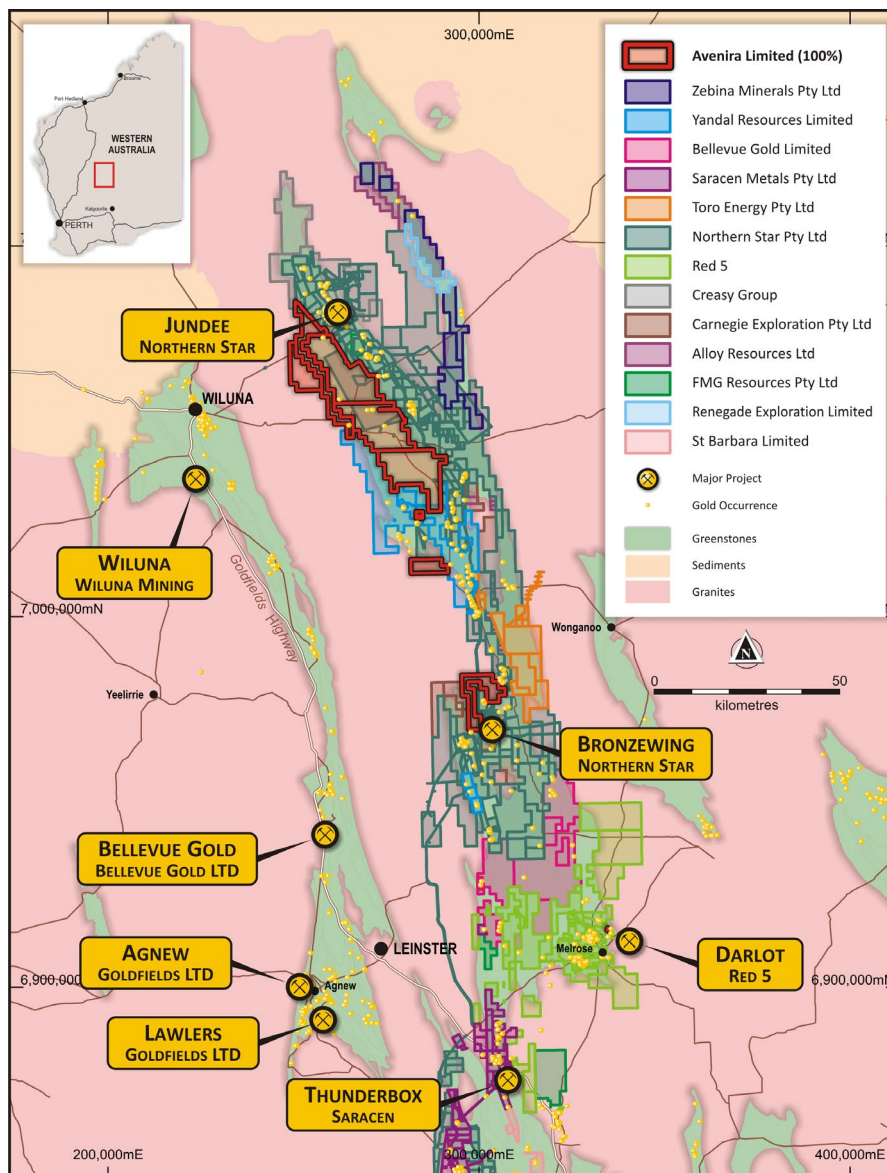 300,000mE
Broome
Port Hedland
WESTERN
AUSTRALIA
Kalgoorlie
PERTH
Avenira Limited (100%)
Zebina Minerals Pty Ltd
Yandal Resources Limited
Bellevue Gold Limited
Saracen Metals Pty Ltd
Toro Energy Pty Ltd
Northern Star Pty Ltd
Red 5
Creasy Group
Carnegie Exploration Pty Ltd
Alloy Resources Ltd
FMG Resources Pty Ltd
Renegade Exploration Limited
St Barbara Limited
Major Project
Gold Occurrence
Greenstones
Sediments
Granites
JUNDEE
NORTHERN STAR
WILUNA
WILUNA
WILUNA MINING
Goldfields Highway
7,000,000mN
Wonganoo
N
0 50
kilometres
Yeelirrie
BRONZEWING
NORTHERN STAR
BELLEVUE GOLD
BELLEVUE GOLD LTD
LEINSTER
Melrose
DARLOT
RED 5
AGNEW
GOLDFIELDS LTD
Agnew
6,900,000mN
6,900,000mN
LAWLERS
GOLDFIELDS LTD
THUNDERBOX
SARACEN
200,000mE
300,000mE
400,000mE